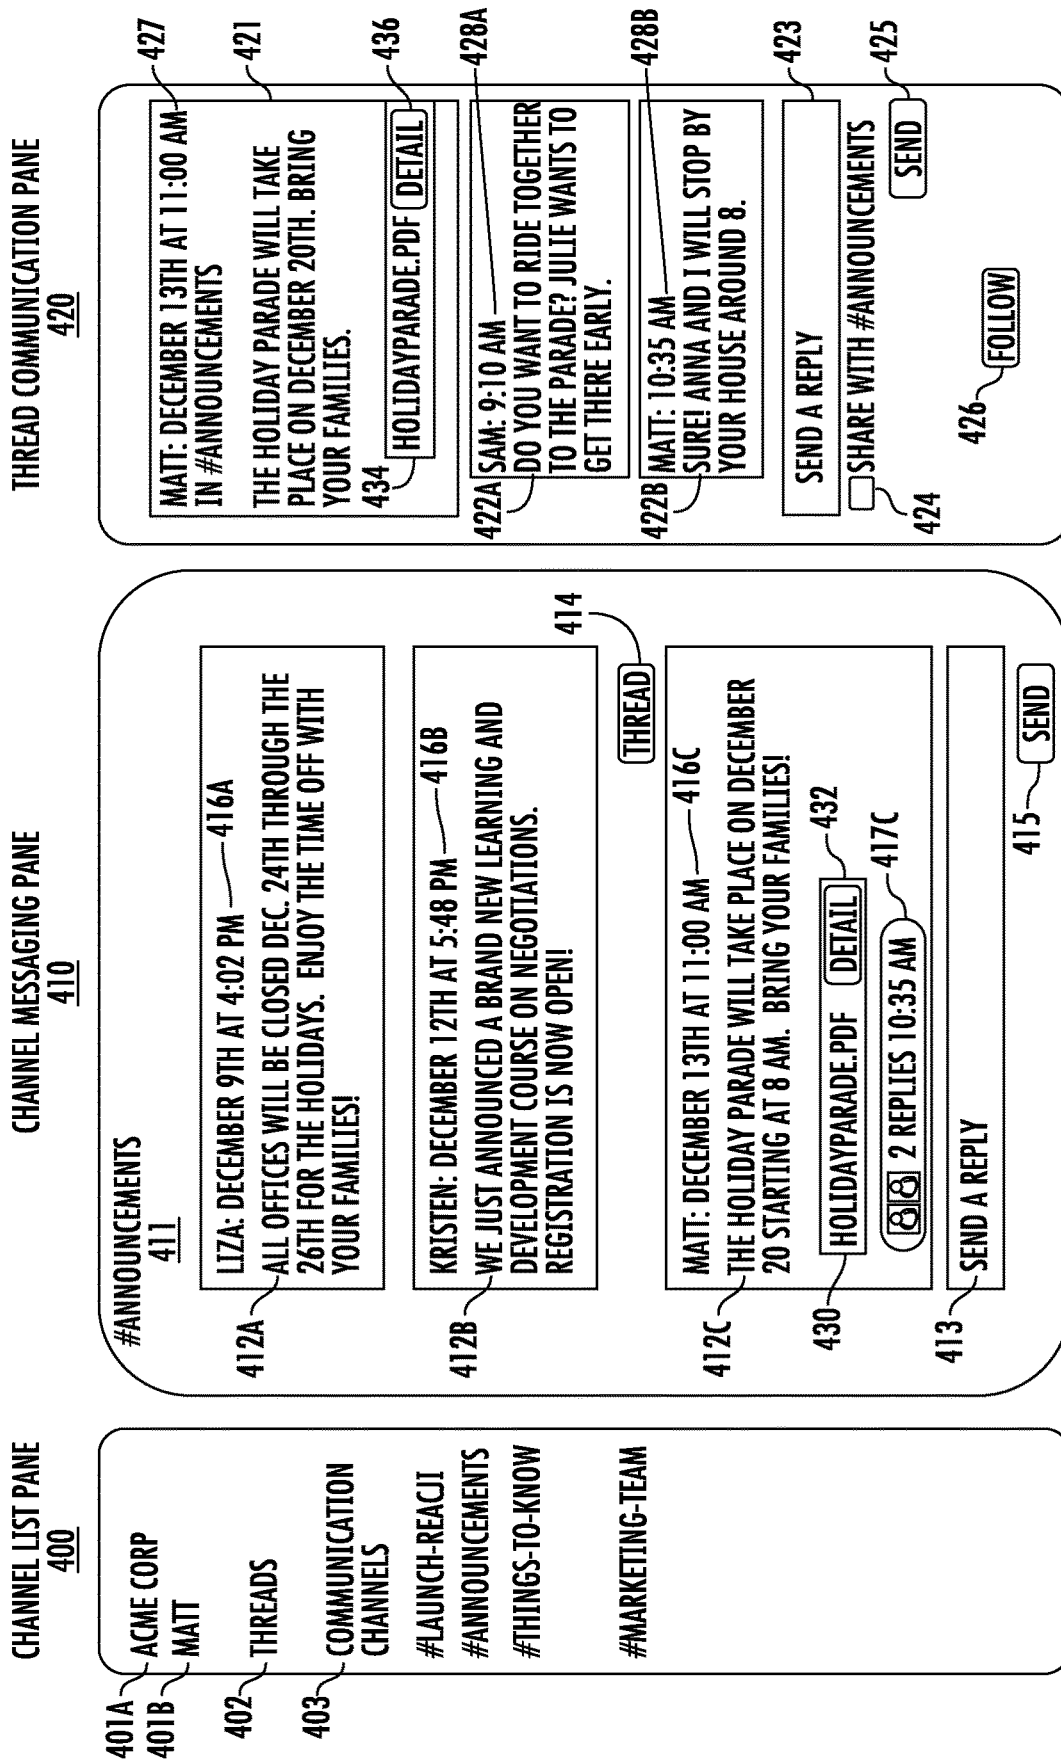 CHANNEL LIST PANE
400
401A
ACME CORP
401B
MATT
402
THREADS
403
COMMUNICATION
CHANNELS
#LAUNCH-REACJI
#ANNOUNCEMENTS
#THINGS-TO-KNOW
#MARKETING-TEAM
CHANNEL MESSAGING PANE
410
#ANNOUNCEMENTS
411
LIZA: DECEMBER 9TH AT 4:02 PM 416A
412A ALL OFFICES WILL BE CLOSED DEC. 24TH THROUGH THE
26TH FOR THE HOLIDAYS. ENJOY THE TIME OFF WITH
YOUR FAMILIES!
KRISTEN: DECEMBER 12TH AT 5:48 PM 416B
412B WE JUST ANNOUNCED A BRAND NEW LEARNING AND
DEVELOPMENT COURSE ON NEGOTIATIONS.
REGISTRATION IS NOW OPEN!
THREAD 414
MATT: DECEMBER 13TH AT 11:00 AM 416C
412C THE HOLIDAY PARADE WILL TAKE PLACE ON DECEMBER
20 STARTING AT 8 AM. BRING YOUR FAMILIES!
430 HOLIDAYPARADE.PDF DETAIL 432
2 REPLIES 10:35 AM 417C
413 SEND A REPLY
415 SEND
THREAD COMMUNICATION PANE
420
MATT: DECEMBER 13TH AT 11:00 AM 427
IN #ANNOUNCEMENTS
421
THE HOLIDAY PARADE WILL TAKE
PLACE ON DECEMBER 20TH. BRING
YOUR FAMILIES.
434 HOLIDAYPARADE.PDF DETAIL 436
422A SAM: 9:10 AM 428A
DO YOU WANT TO RIDE TOGETHER
TO THE PARADE? JULIE WANTS TO
GET THERE EARLY.
422B MATT: 10:35 AM 428B
SURE! ANNA AND I WILL STOP BY
YOUR HOUSE AROUND 8.
SEND A REPLY 423
424 SHARE WITH #ANNOUNCEMENTS
SEND 425
426 FOLLOW